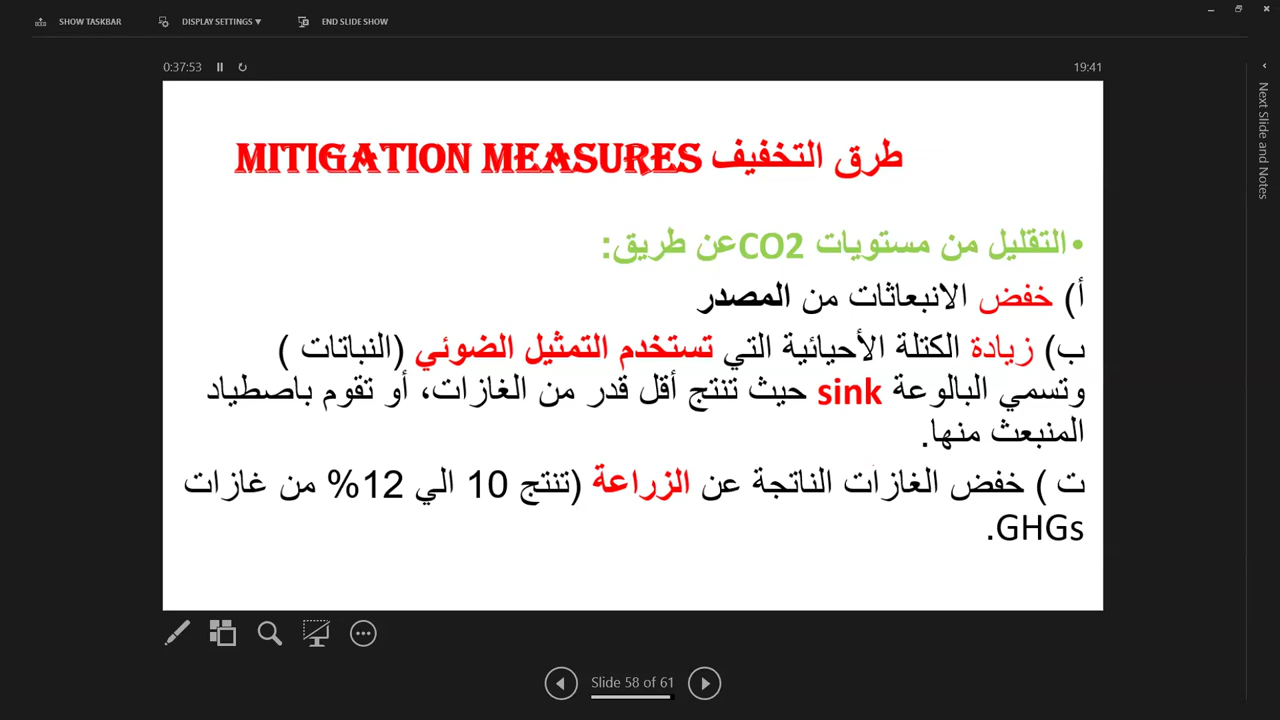 SHOW TASKBAR
DISPLAY SETTINGS
END SLIDE SHOW
0:37:53
19:41
Next Slide and Notes
طرق التخفيف MITIGATION MEASURES
• التقليل من مستويات CO2عن طريق:
أ) خفض الانبعاثات من المصدر
ب) زيادة الكتلة الأحيائية التي تستخدم التمثيل الضوئي (النباتات )
وتسمي البالوعة sink حيث تنتج أقل قدر من الغازات، أو تقوم باصطياد
المنبعث منها.
ت ) خفض الغازات الناتجة عن الزراعة (تنتج 10 الي 12% من غازات
GHGs.
Slide 58 of 61